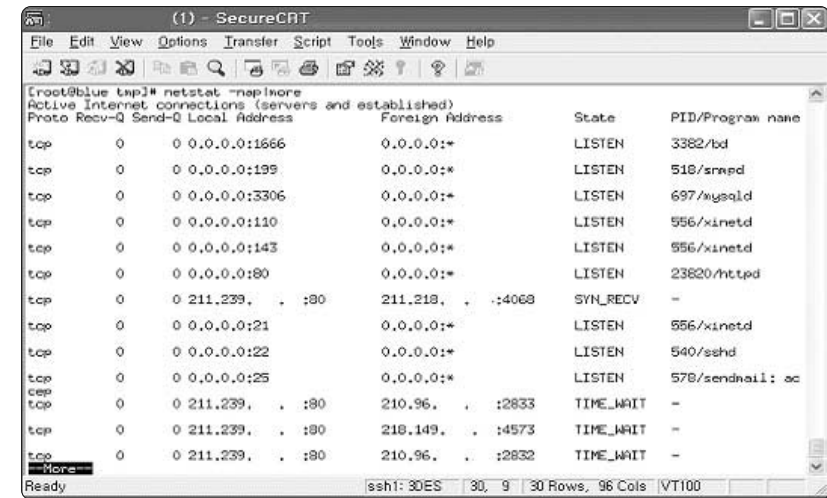 (1) - SecureCRT
File Edit View Options Transfer Script Tools Window Help
[root@blue tmp]# netstat -nap|more
Active Internet connections (servers and established)
Proto Recv-Q Send-Q Local Address Foreign Address State PID/Program name
tcp 0 0 0.0.0.0:1666 0.0.0.0:* LISTEN 3382/bd
tcp 0 0 0.0.0.0:199 0.0.0.0:* LISTEN 518/snmpd
tcp 0 0 0.0.0.0:3306 0.0.0.0:* LISTEN 697/mysqld
tcp 0 0 0.0.0.0:110 0.0.0.0:* LISTEN 556/xinetd
tcp 0 0 0.0.0.0:143 0.0.0.0:* LISTEN 556/xinetd
tcp 0 0 0.0.0.0:80 0.0.0.0:* LISTEN 23820/httpd
tcp 0 0 211.239. . :80 211.218. . :4068 SYN_RECV -
tcp 0 0 0.0.0.0:21 0.0.0.0:* LISTEN 556/xinetd
tcp 0 0 0.0.0.0:22 0.0.0.0:* LISTEN 540/sshd
tcp 0 0 0.0.0.0:25 0.0.0.0:* LISTEN 578/sendmail: ac
cep
tcp 0 0 211.239. . :80 210.96. . :2833 TIME_WAIT -
tcp 0 0 211.239. . :80 218.149. . :4573 TIME_WAIT -
tcp 0 0 211.239. . :80 210.96. . :2832 TIME_WAIT -
--More--
Ready ssh1: 3DES 30, 9 30 Rows, 96 Cols VT100